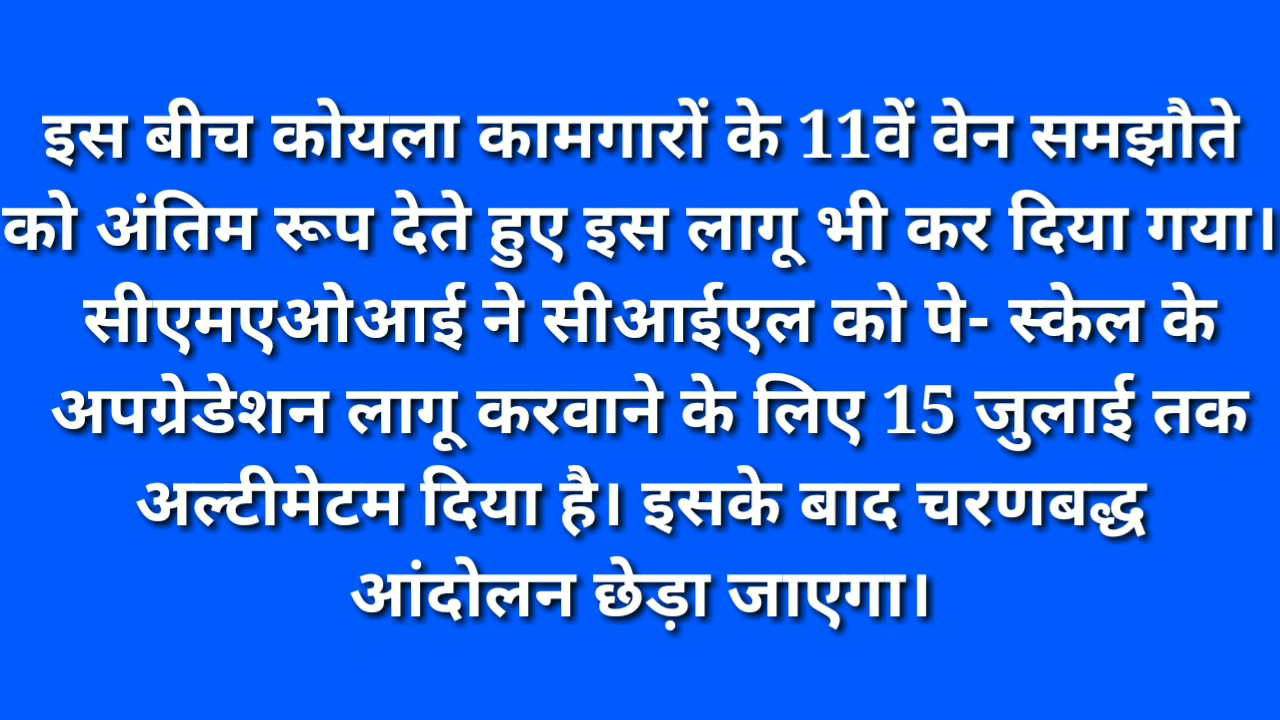 इस बीच कोयला कामगारों के 11वें वेन समझौते
को अंतिम रूप देते हुए इस लागू भी कर दिया गया।
सीएमएओआई ने सीआईएल को पे- स्केल के
अपग्रेडेशन लागू करवाने के लिए 15 जुलाई तक
अल्टीमेटम दिया है। इसके बाद चरणबद्ध
आंदोलन छेड़ा जाएगा।